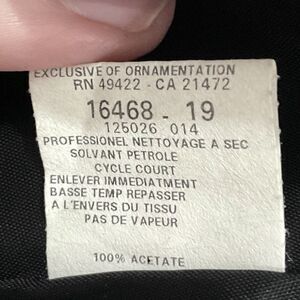 EXCLUSIVE OF ORNAMENTATION
RN 49422 - CA 21472
16468 - 19
125026 014
PROFESSIONEL NETTOYAGE A SEC
SOLVANT PETROLE
CYCLE COURT
ENLEVER IMMEDIATMENT
BASSE TEMP REPASSER
A L'ENVERS DU TISSU
PAS DE VAPEUR
100% ACETATE